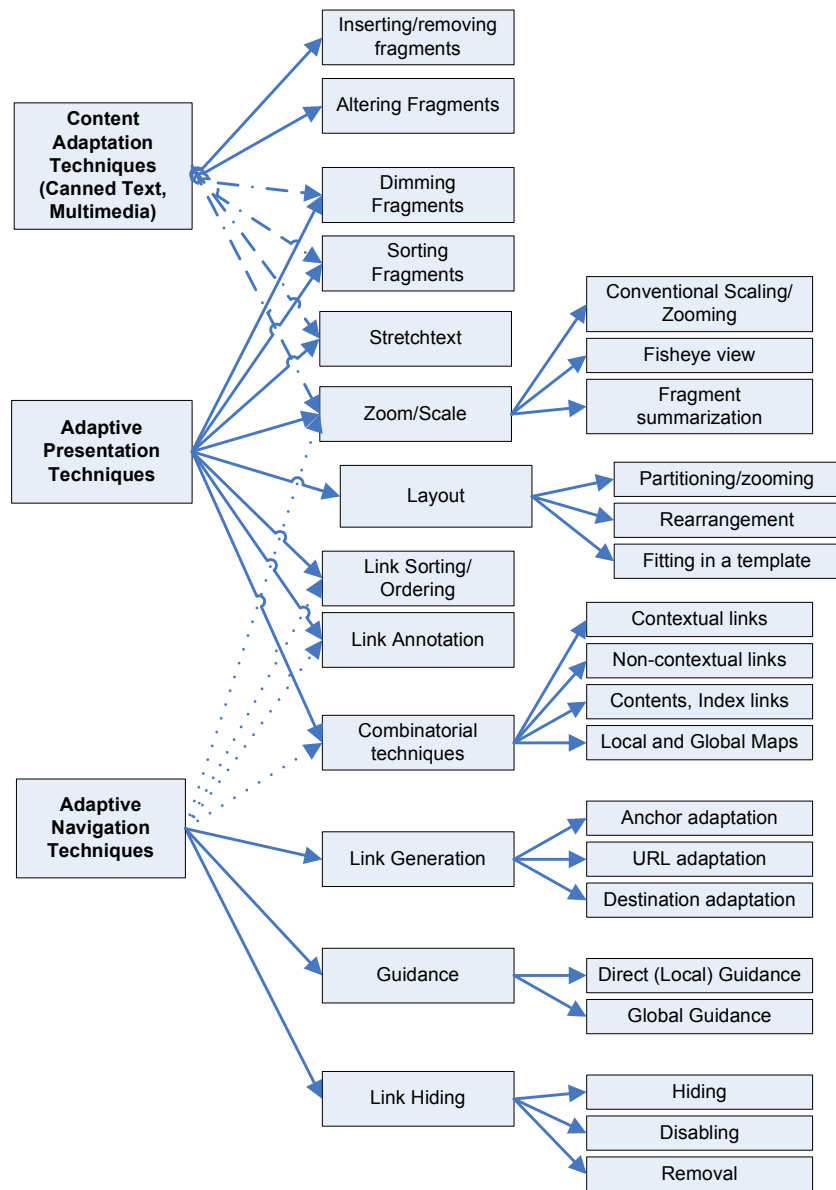 Inserting/removing
fragments
Altering Fragments
Content
Adaptation
Techniques
(Canned Text,
Multimedia)
Dimming
Fragments
Sorting
Fragments
Stretchtext
Zoom/Scale
Conventional Scaling/
Zooming
Fisheye view
Fragment
summarization
Adaptive
Presentation
Techniques
Layout
Partitioning/zooming
Rearrangement
Fitting in a template
Link Sorting/
Ordering
Link Annotation
Combinatorial
techniques
Contextual links
Non-contextual links
Contents, Index links
Local and Global Maps
Adaptive
Navigation
Techniques
Link Generation
Anchor adaptation
URL adaptation
Destination adaptation
Guidance
Direct (Local) Guidance
Global Guidance
Link Hiding
Hiding
Disabling
Removal